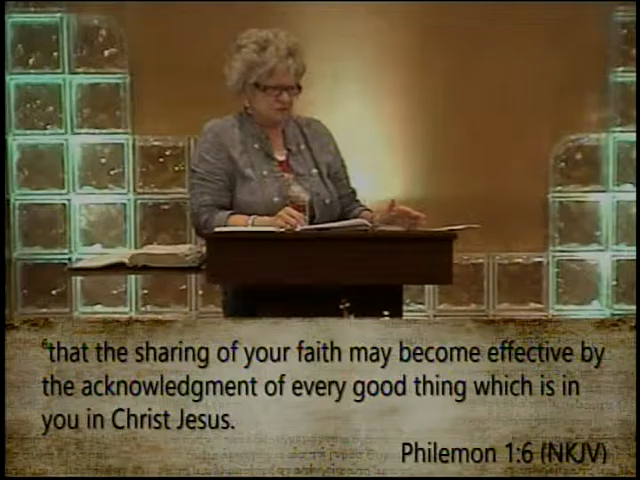 ⁶that the sharing of your faith may become effective by
the acknowledgment of every good thing which is in
you in Christ Jesus.
Philemon 1:6 (NKJV)